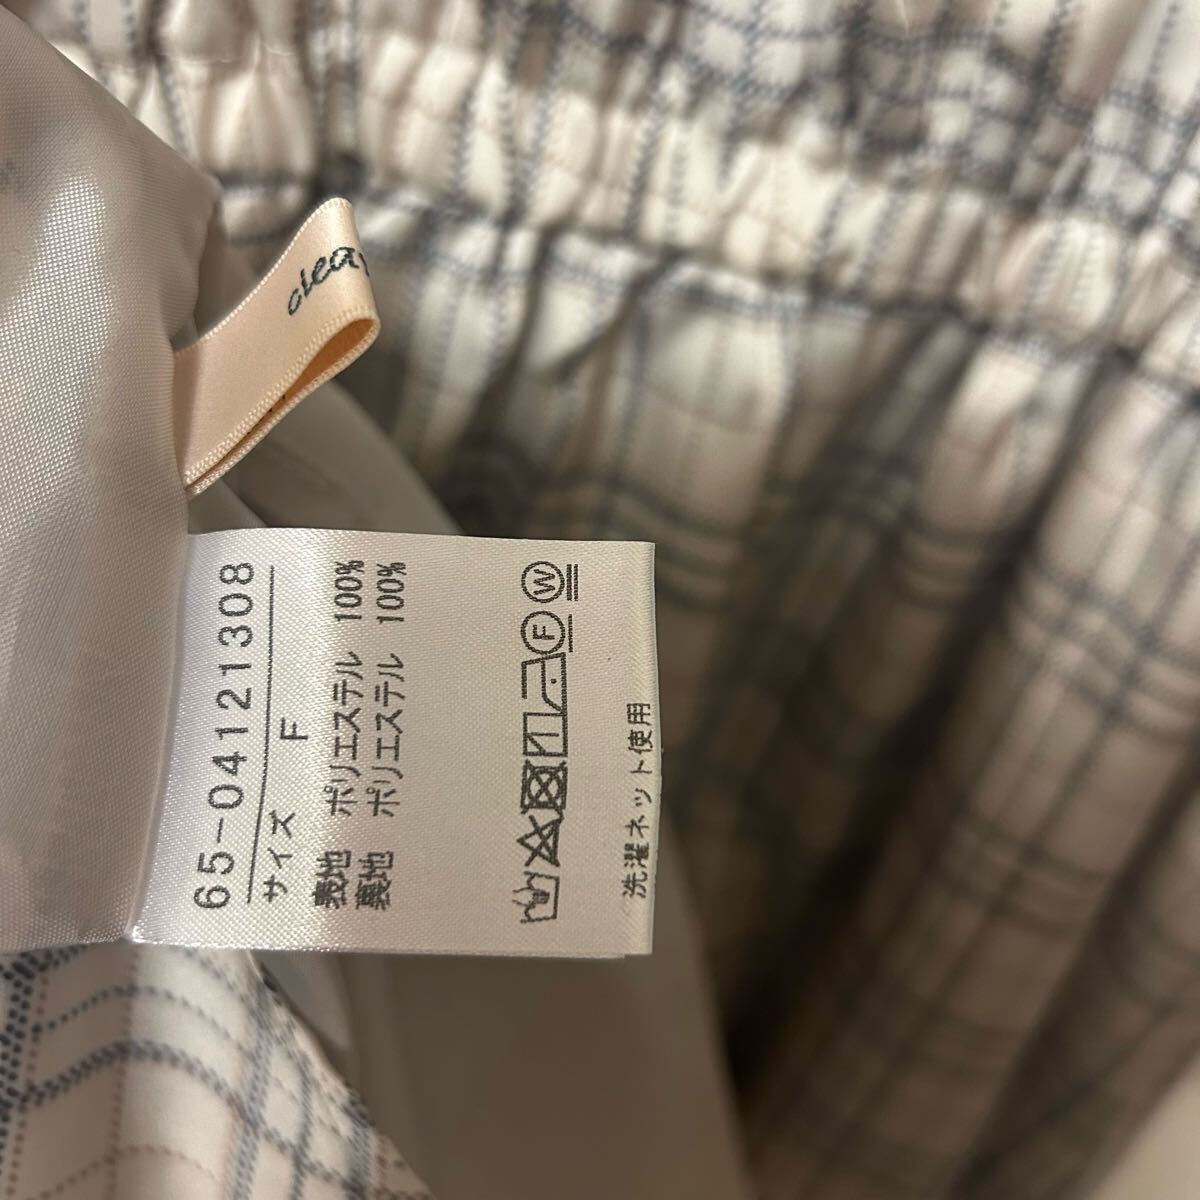 clea
65-04121308
サイズ F
表地 ポリエステル 100%
裏地 ポリエステル 100%
F W
洗濯ネット使用